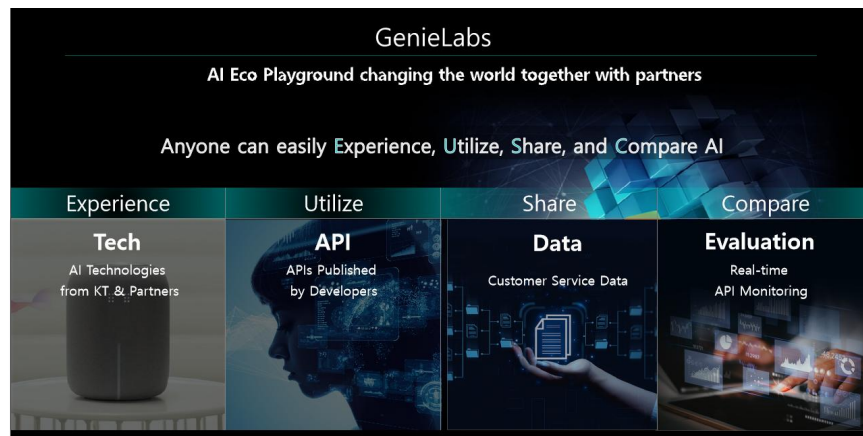 GenieLabs
AI Eco Playground changing the world together with partners
Anyone can easily Experience, Utilize, Share, and Compare AI
Experience
Utilize
Share
Compare
Tech
AI Technologies
from KT & Partners
API
APIs Published
by Developers
Data
Customer Service Data
Evaluation
Real-time
API Monitoring